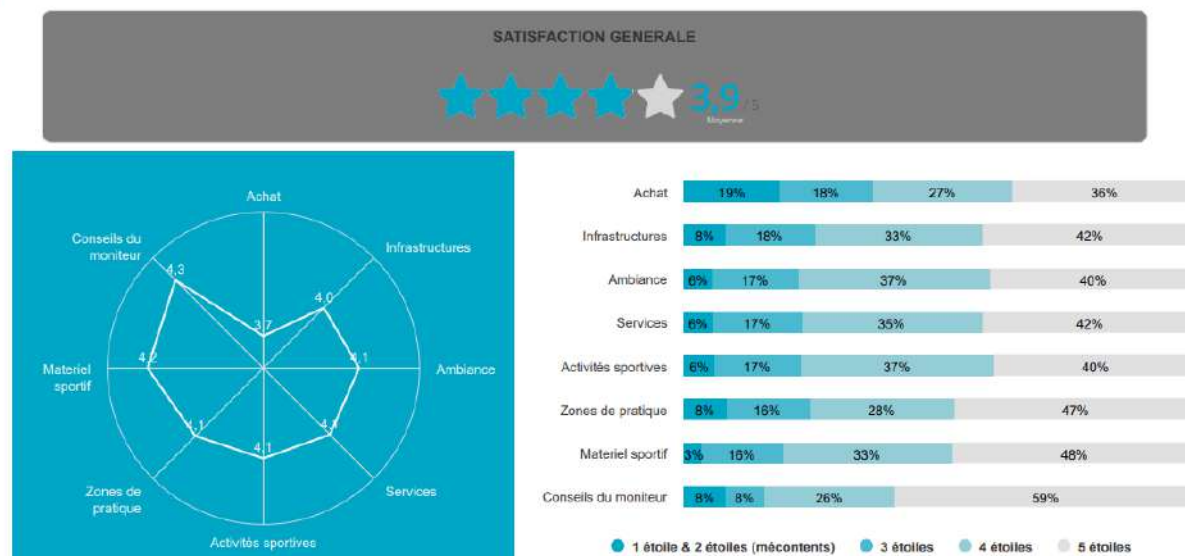 SATISFACTION GENERALE
3,9 / 5
Moyenne
Achat
Conseils du
moniteur
Infrastructures
4,3
4,0
3,7
4,2
4,1
Materiel
sportif
Ambiance
4,1
4,1
4,1
Zones de
pratique
Services
Activités sportives
Achat 19% 18% 27% 36%
Infrastructures 8% 18% 33% 42%
Ambiance 6% 17% 37% 40%
Services 6% 17% 35% 42%
Activités sportives 6% 17% 37% 40%
Zones de pratique 8% 16% 28% 47%
Materiel sportif 3% 16% 33% 48%
Conseils du moniteur 8% 8% 26% 59%
1 étoile & 2 étoiles (mécontents) 3 étoiles 4 étoiles 5 étoiles